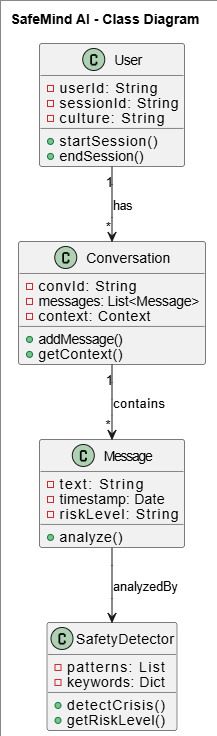 SafeMind AI - Class Diagram
C User
userId: String
sessionId: String
culture: String
startSession()
endSession()
1
has
*
C Conversation
convId: String
messages: List<Message>
context: Context
addMessage()
getContext()
1
contains
*
C Message
text: String
timestamp: Date
riskLevel: String
analyze()
analyzedBy
C SafetyDetector
patterns: List
keywords: Dict
detectCrisis()
getRiskLevel()